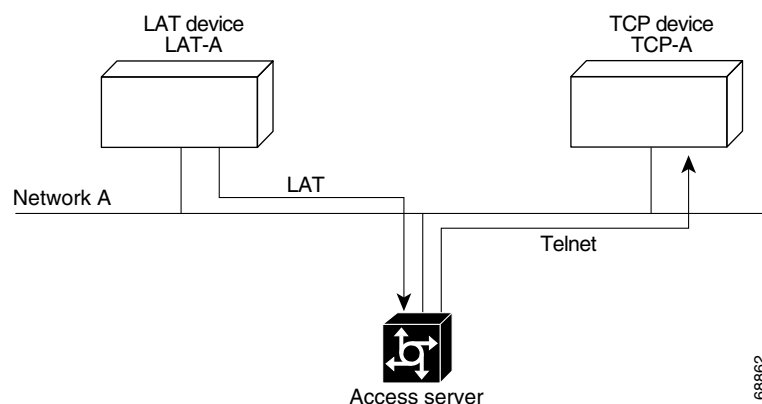 LAT device
LAT-A
TCP device
TCP-A
LAT
Network A
Telnet
Access server
68862